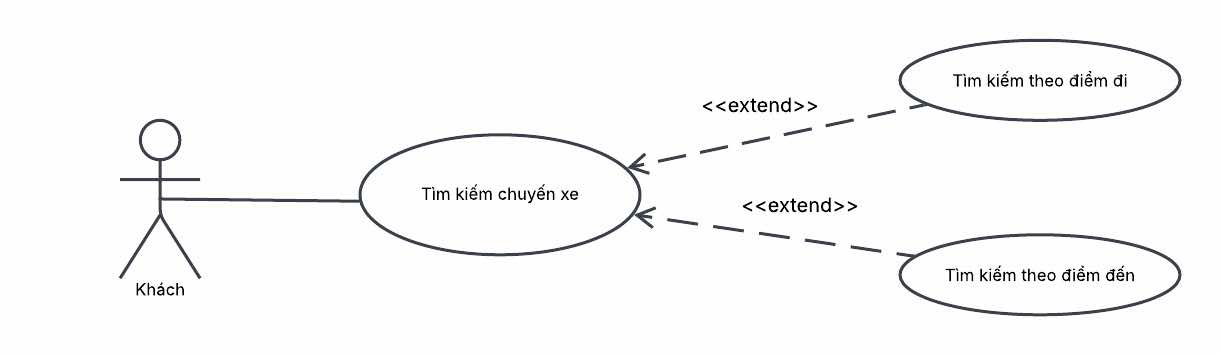 Tìm kiếm theo điểm đi
<<extend>>
Tìm kiếm chuyến xe
<<extend>>
Tìm kiếm theo điểm đến
Khách